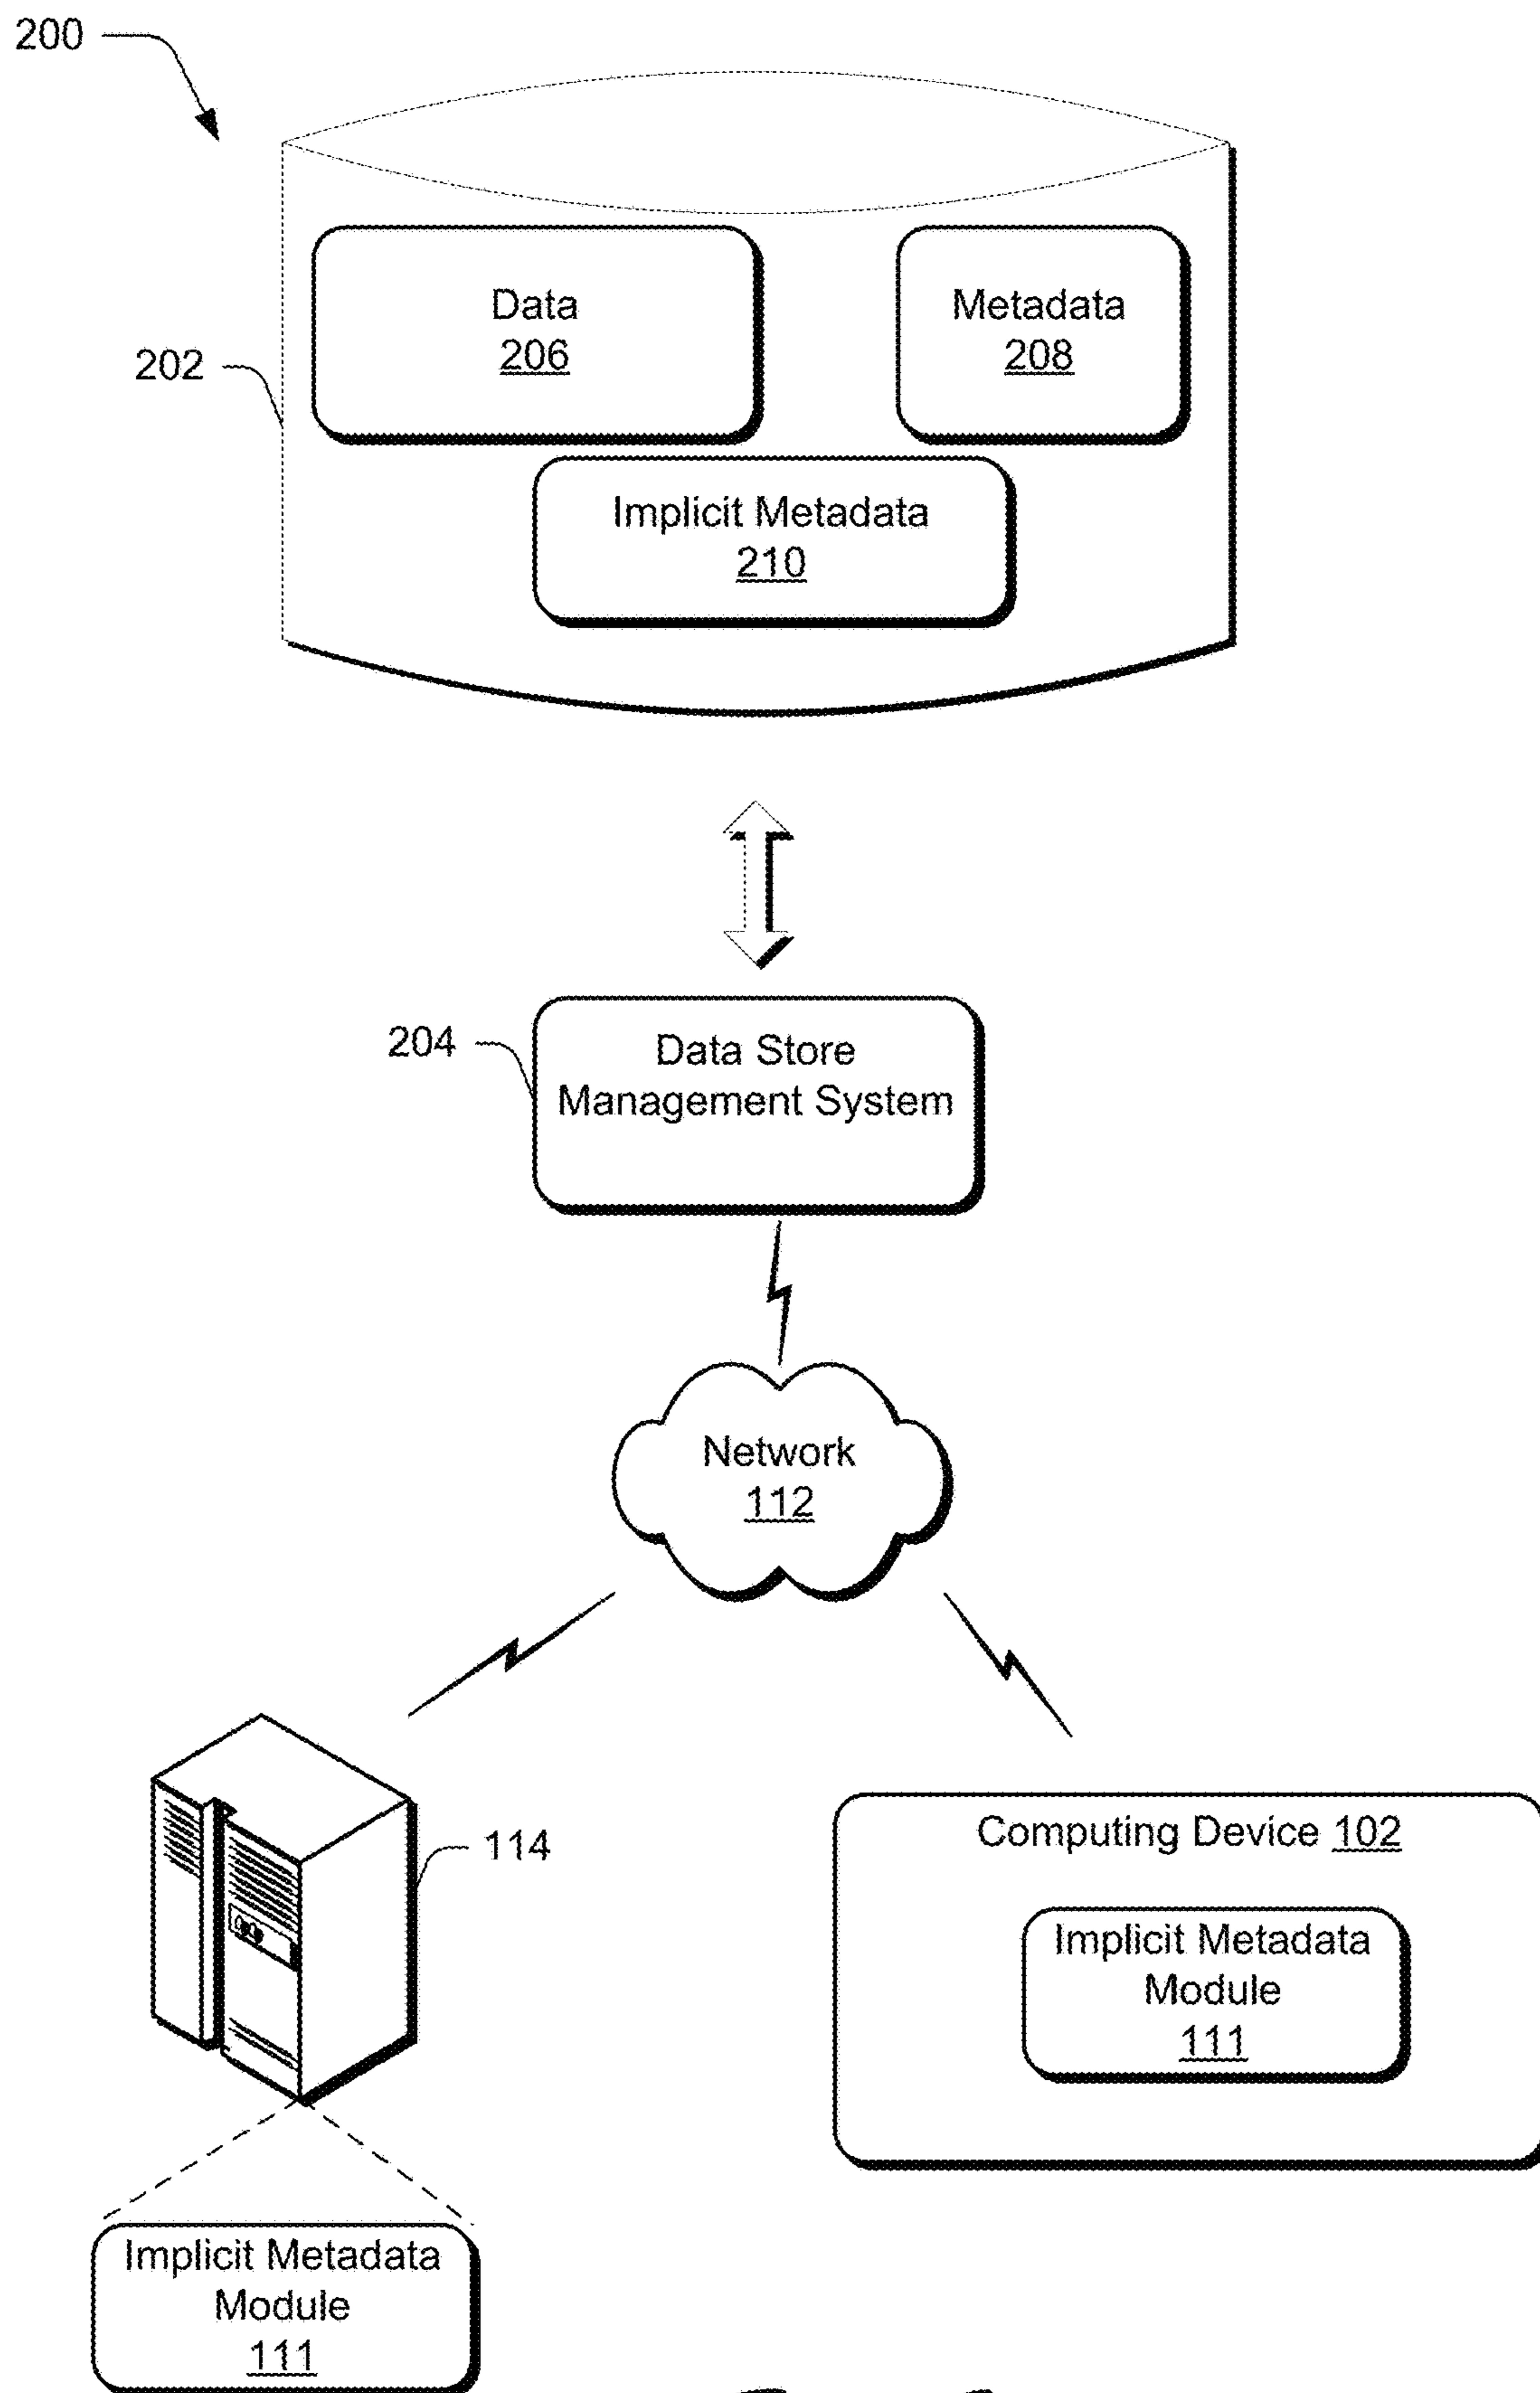 200
Data
206
Metadata
208
202
Implicit Metadata
210
204
Data Store
Management System
Network
112
114
Computing Device 102
Implicit Metadata
Module
111
Implicit Metadata
Module
111